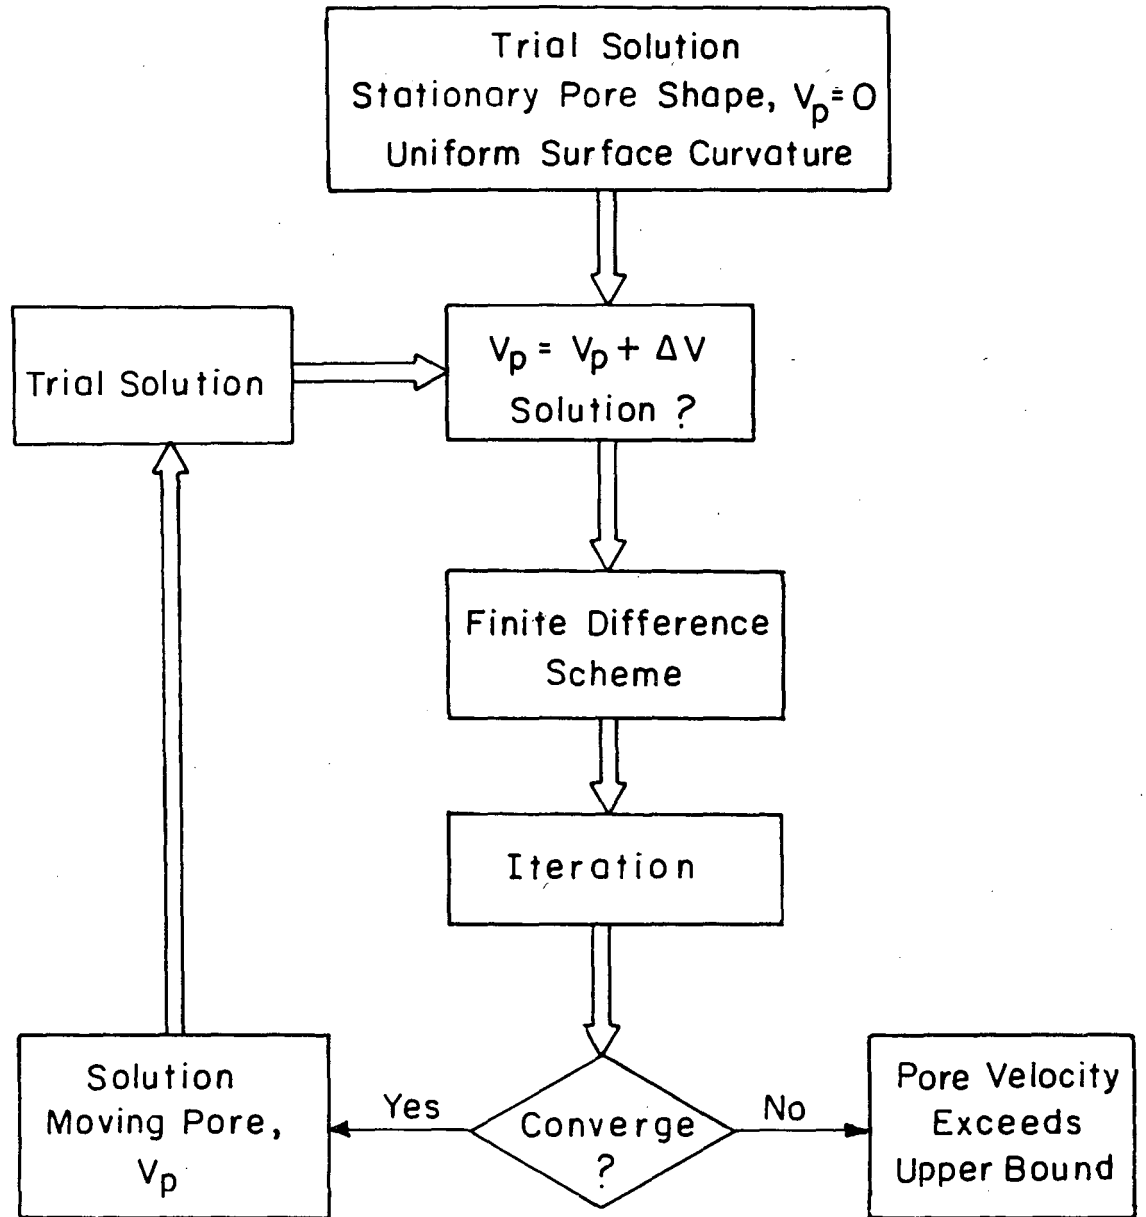 Trial Solution
Stationary Pore Shape, Vp=0
Uniform Surface Curvature
Trial Solution
Vp = Vp + ΔV
Solution ?
Finite Difference
Scheme
Iteration
Converge
?
Yes
No
Solution
Moving Pore,
Vp
Pore Velocity
Exceeds
Upper Bound